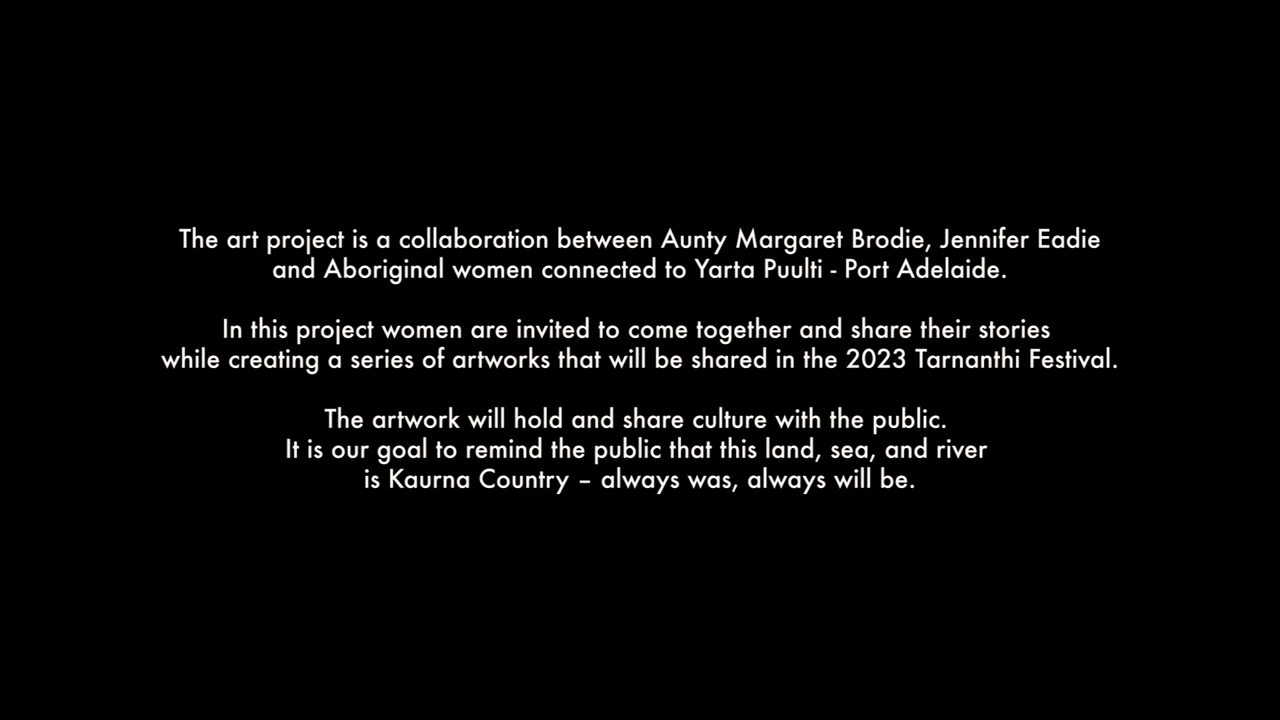 The art project is a collaboration between Aunty Margaret Brodie, Jennifer Eadie
and Aboriginal women connected to Yarta Puulti - Port Adelaide.
In this project women are invited to come together and share their stories
while creating a series of artworks that will be shared in the 2023 Tarnanthi Festival.
The artwork will hold and share culture with the public.
It is our goal to remind the public that this land, sea, and river
is Kaurna Country – always was, always will be.